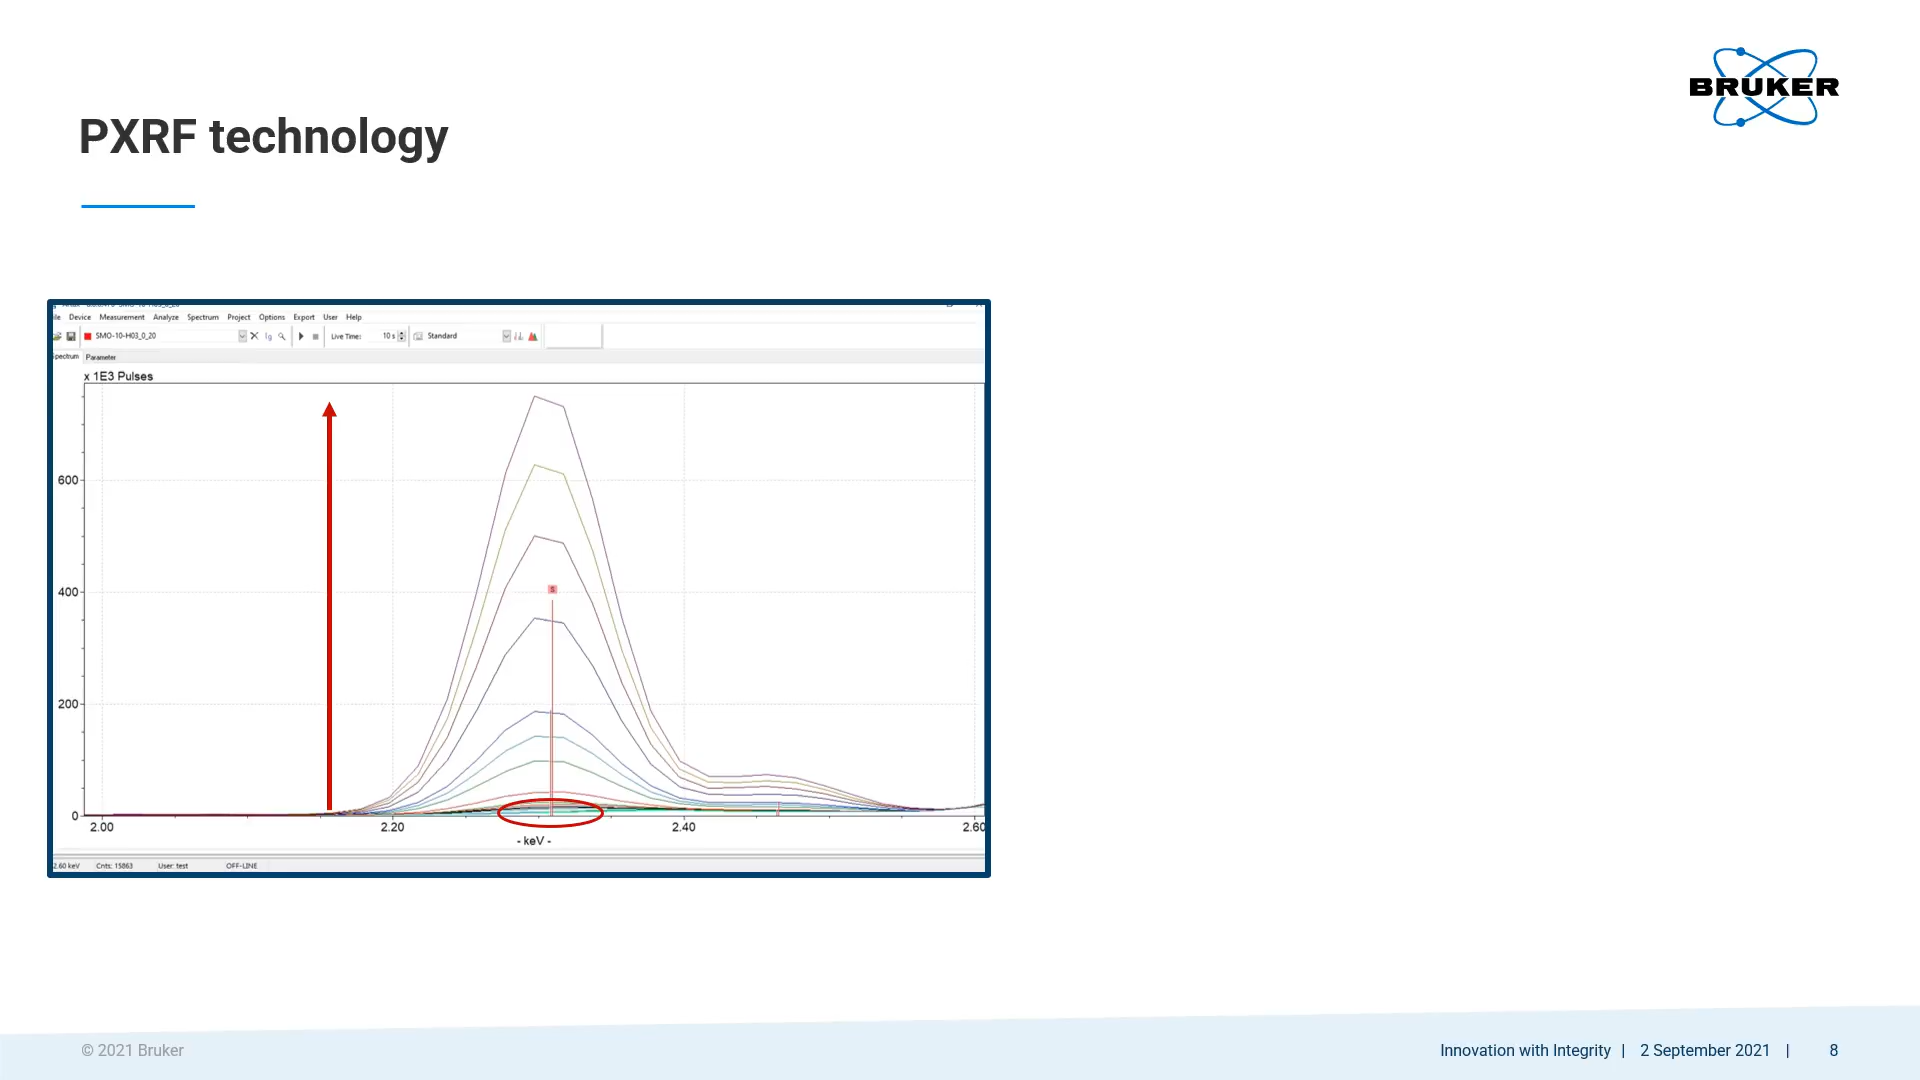 BRUKER
PXRF technology
File Device Measurement Analyze Spectrum Project Options Export User Help
SMO-10-H03_0_20 Live Time: 10 s Standard
Spectrum Parameter
x 1E3 Pulses
600
400
S
200
0
2.00 2.20 2.40 2.60
- keV -
2.60 keV Cnts: 15863 User: test OFF-LINE
© 2021 Bruker
Innovation with Integrity | 2 September 2021 | 8